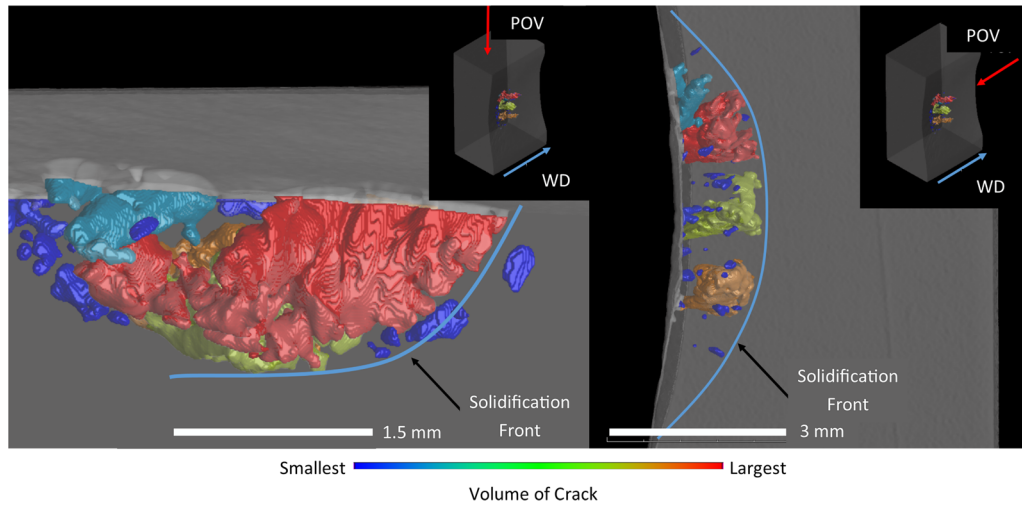 POV
WD
Solidification
Front
1.5 mm
POV
WD
Solidification
Front
3 mm
Smallest
Largest
Volume of Crack